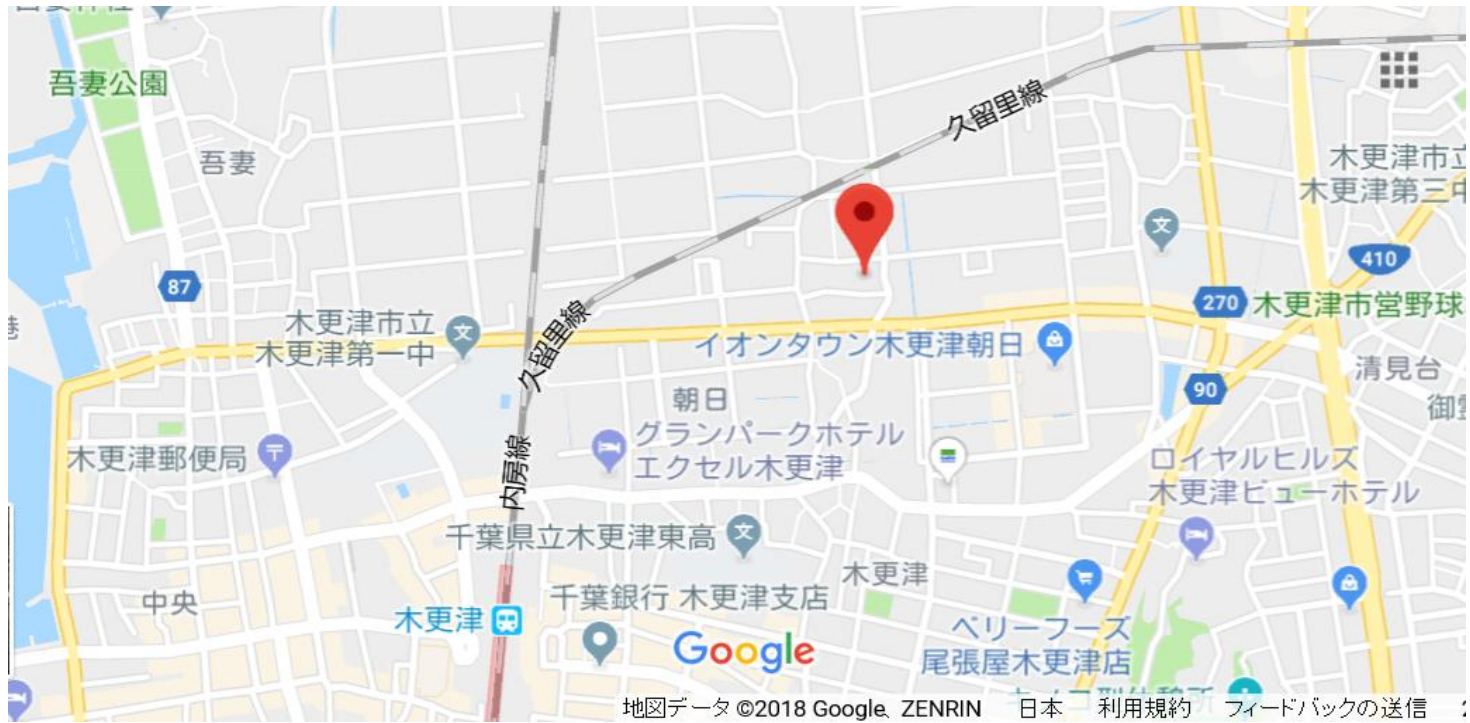 吾妻公園
久留里線
吾妻
木更津市立
木更津第三中
410
87
270
木更津市営野球
木更津市立
木更津第一中
久留里線
イオンタウン木更津朝日
清見台
90
朝日
グランパークホテル
エクセル木更津
木更津郵便局
内房線
ロイヤルヒルズ
木更津ビューホテル
千葉県立木更津東高
木更津
中央
千葉銀行 木更津支店
木更津
ベリーフーズ
尾張屋木更津店
Google
地図データ ©2018 Google、ZENRIN 日本 利用規約 フィードバックの送信